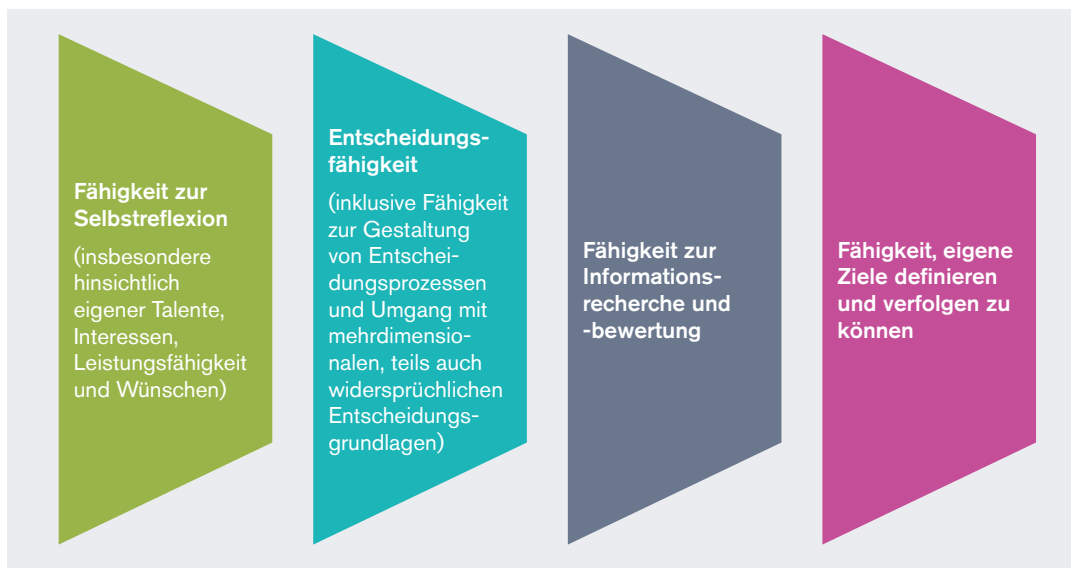 Fähigkeit zur
Selbstreflexion
(insbesondere
hinsichtlich
eigener Talente,
Interessen,
Leistungsfähigkeit
und Wünschen)
Entscheidungs-
fähigkeit
(inklusive Fähigkeit
zur Gestaltung
von Entschei-
dungsprozessen
und Umgang mit
mehrdimensio-
nalen, teils auch
widersprüchlichen
Entscheidungs-
grundlagen)
Fähigkeit zur
Informations-
recherche und
-bewertung
Fähigkeit, eigene
Ziele definieren
und verfolgen zu
können